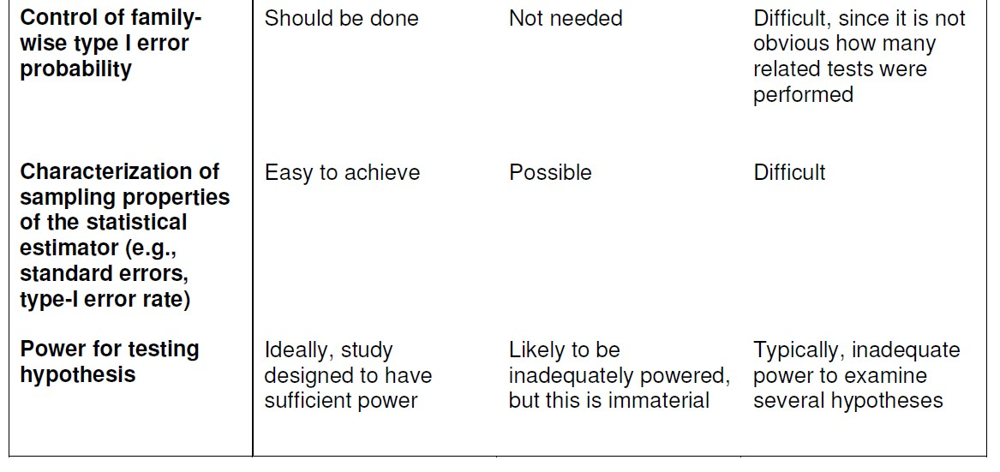 Control of family-
wise type I error
probability
Should be done
Not needed
Difficult, since it is not
obvious how many
related tests were
performed
Characterization of
sampling properties
of the statistical
estimator (e.g.,
standard errors,
type-I error rate)
Easy to achieve
Possible
Difficult
Power for testing
hypothesis
Ideally, study
designed to have
sufficient power
Likely to be
inadequately powered,
but this is immaterial
Typically, inadequate
power to examine
several hypotheses